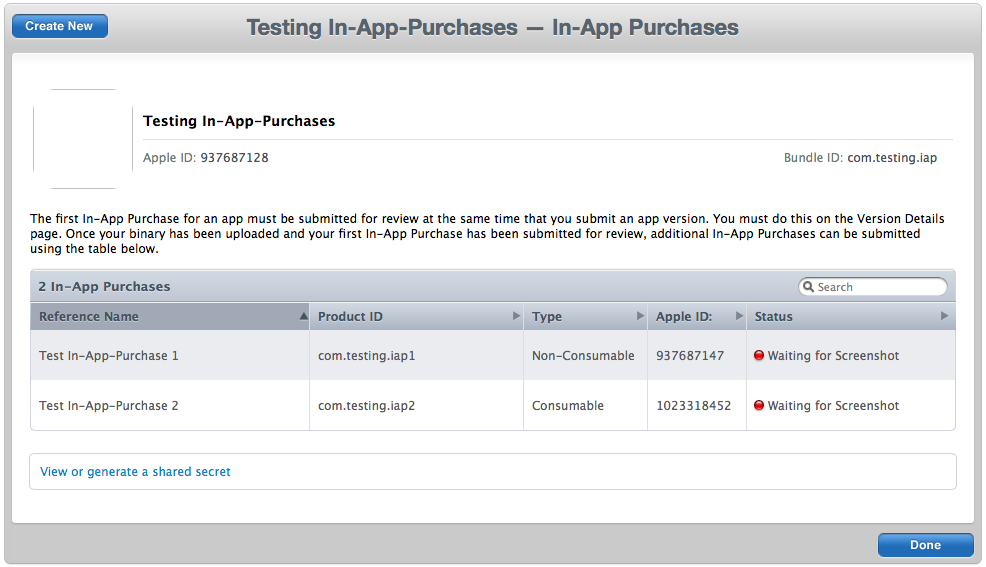 Create New
Testing In-App-Purchases — In-App Purchases
Testing In-App-Purchases
Apple ID: 937687128 Bundle ID: com.testing.iap
The first In-App Purchase for an app must be submitted for review at the same time that you submit an app version. You must do this on the Version Details
page. Once your binary has been uploaded and your first In-App Purchase has been submitted for review, additional In-App Purchases can be submitted
using the table below.
2 In-App Purchases Search
Reference Name Product ID Type Apple ID: Status
Test In-App-Purchase 1 com.testing.iap1 Non-Consumable 937687147 Waiting for Screenshot
Test In-App-Purchase 2 com.testing.iap2 Consumable 1023318452 Waiting for Screenshot
View or generate a shared secret
Done